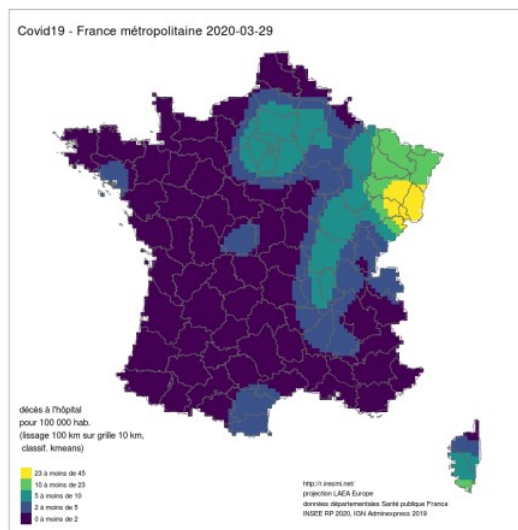 Covid19 - France métropolitaine 2020-03-29
décès à l'hôpital
pour 100 000 hab.
(lissage 100 km sur grille 10 km,
classif. kmeans)
23 à moins de 45
10 à moins de 23
5 à moins de 10
2 à moins de 5
0 à moins de 2
http://r.iresmi.net/
projection LAEA Europe
données départementales Santé publique France
INSEE RP 2020, IGN Adminexpress 2019